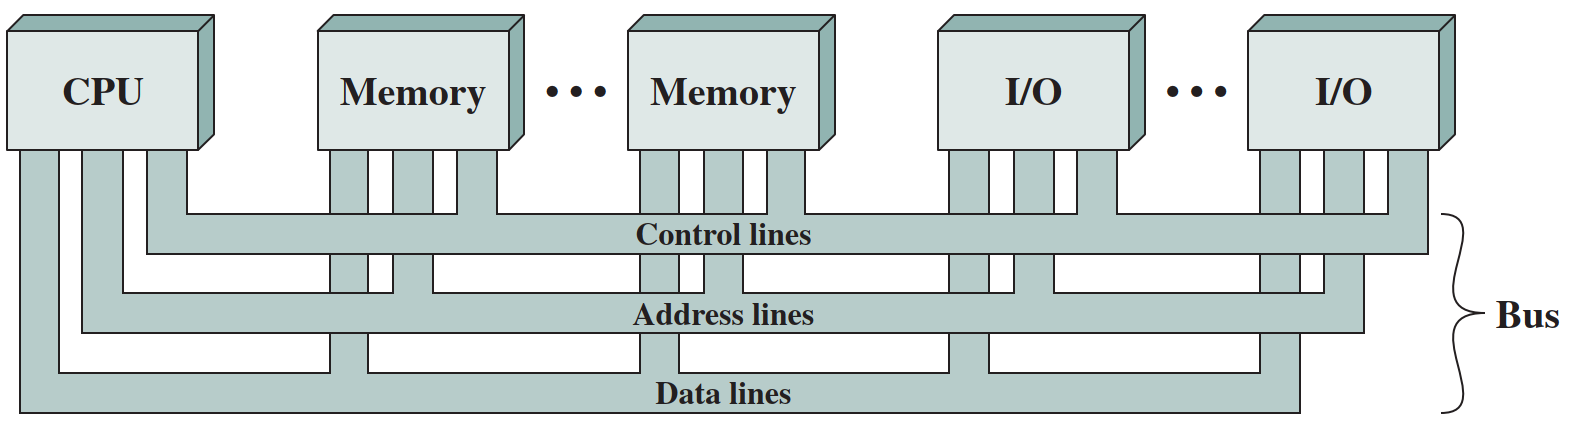 CPU
Memory
•••
Memory
I/O
•••
I/O
Control lines
Address lines
Bus
Data lines